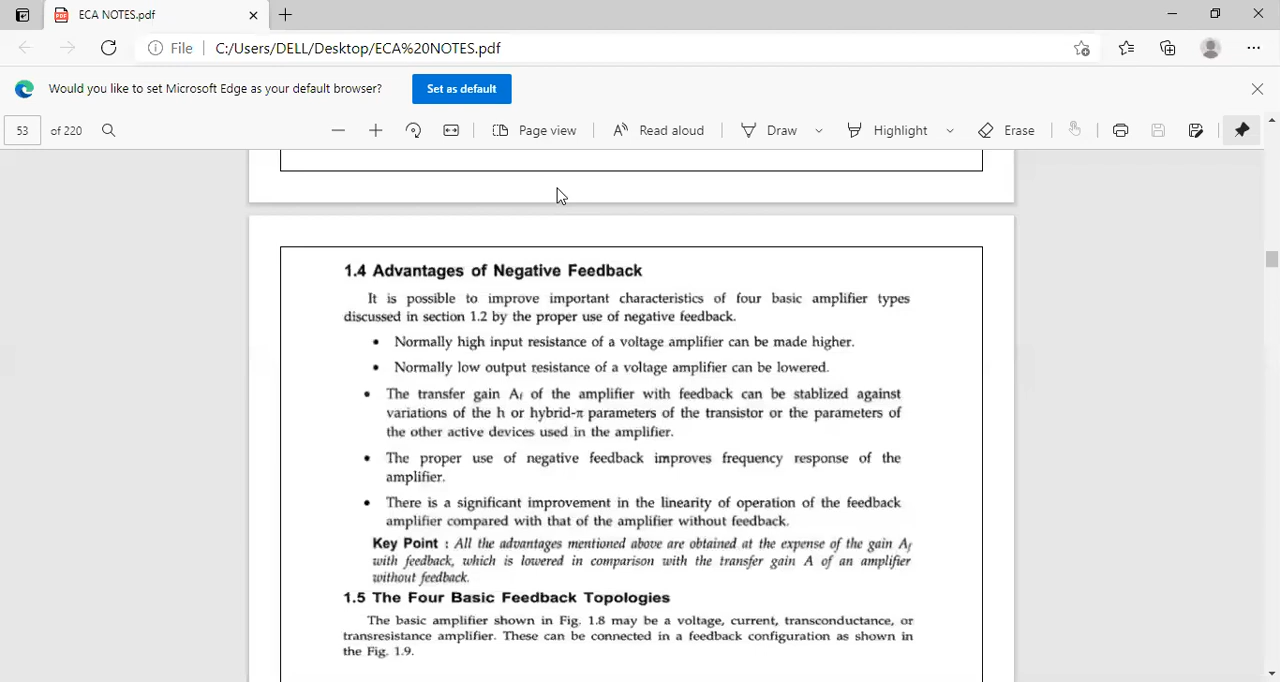 ECA NOTES.pdf
File C:/Users/DELL/Desktop/ECA%20NOTES.pdf
Would you like to set Microsoft Edge as your default browser? Set as default
53 of 220 Page view Read aloud Draw Highlight Erase
1.4 Advantages of Negative Feedback
It is possible to improve important characteristics of four basic amplifier types
discussed in section 1.2 by the proper use of negative feedback.
• Normally high input resistance of a voltage amplifier can be made higher.
• Normally low output resistance of a voltage amplifier can be lowered.
• The transfer gain Af of the amplifier with feedback can be stablized against
variations of the h or hybrid-π parameters of the transistor or the parameters of
the other active devices used in the amplifier.
• The proper use of negative feedback improves frequency response of the
amplifier.
• There is a significant improvement in the linearity of operation of the feedback
amplifier compared with that of the amplifier without feedback.
Key Point : All the advantages mentioned above are obtained at the expense of the gain Af
with feedback, which is lowered in comparison with the transfer gain A of an amplifier
without feedback.
1.5 The Four Basic Feedback Topologies
The basic amplifier shown in Fig. 1.8 may be a voltage, current, transconductance, or
transresistance amplifier. These can be connected in a feedback configuration as shown in
the Fig. 1.9.